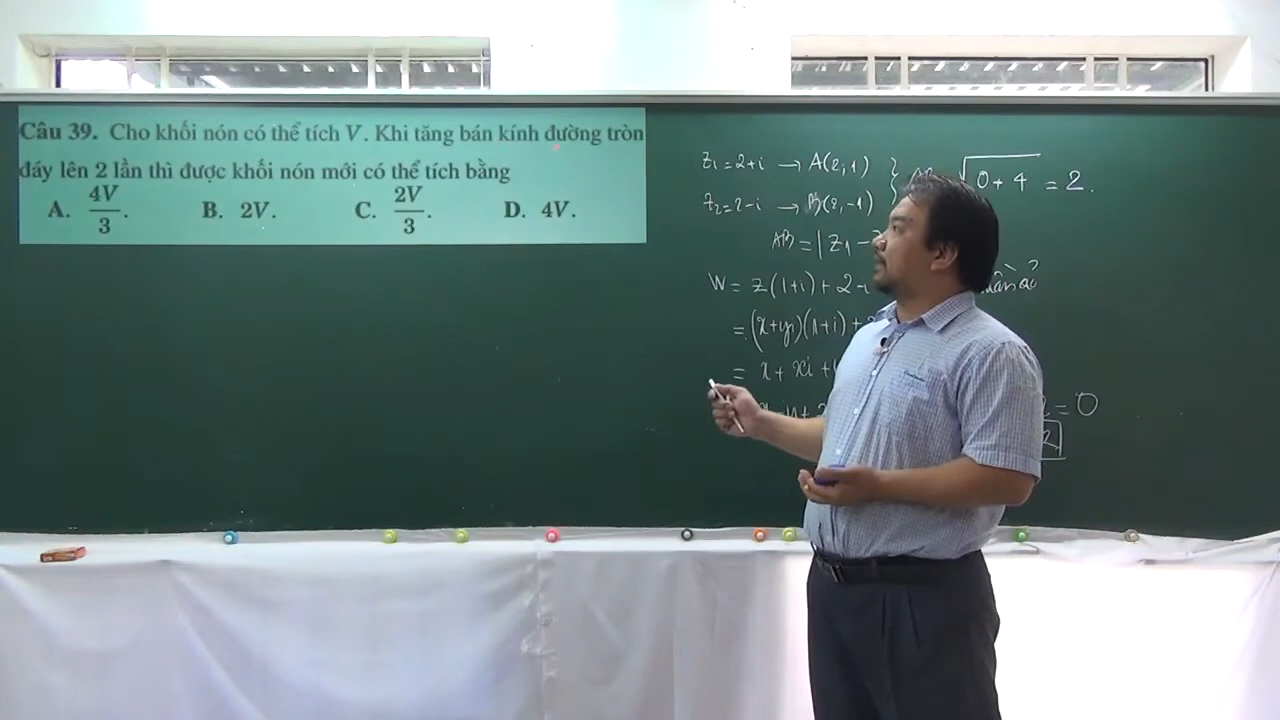 Câu 39. Cho khối nón có thể tích V. Khi tăng bán kính đường tròn
đáy lên 2 lần thì được khối nón mới có thể tích bằng
A. 4V/3. B. 2V. C. 2V/3. D. 4V.
z₁ = 2+i → A(2;1) } √(0+4) = 2.
z₂ = 2-i → B(2,-1)
AB = |z₁ -
W = z(1+i) + 2-i
= (x+yi)(1+i) +
= x + xi +
= 0
2